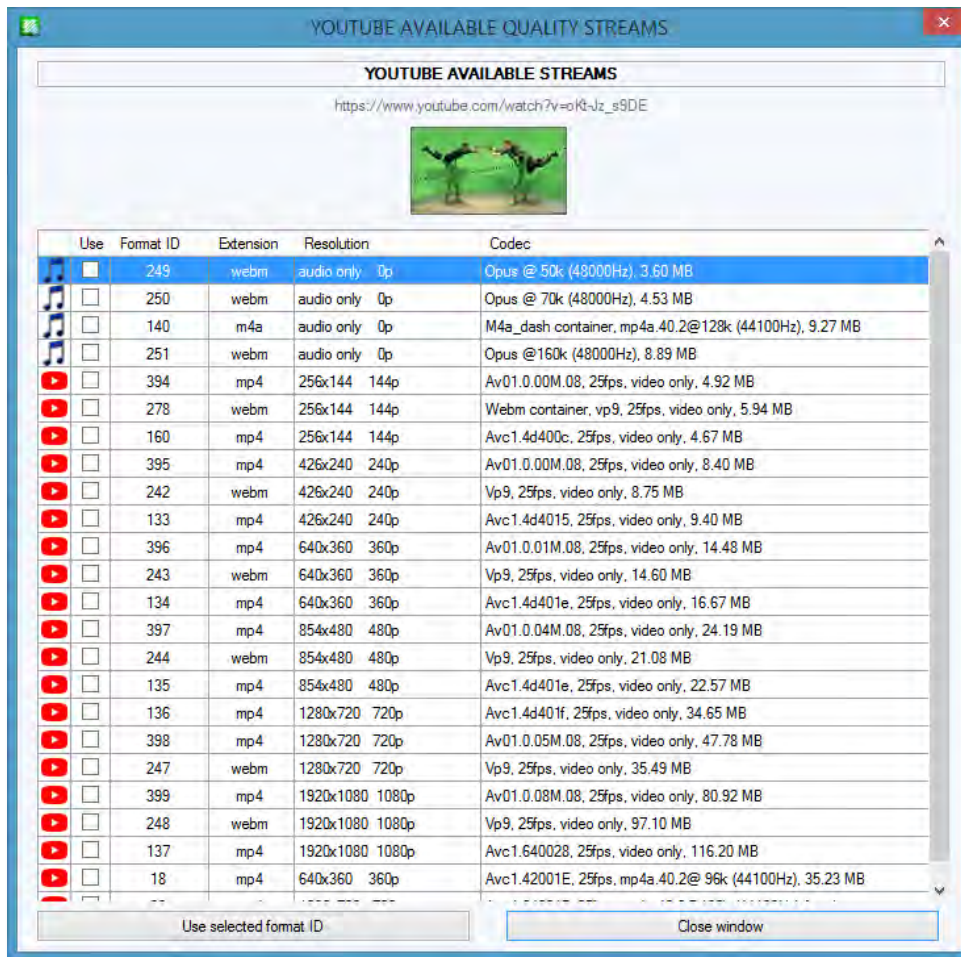 YOUTUBE AVAILABLE QUALITY STREAMS
YOUTUBE AVAILABLE STREAMS
https://www.youtube.com/watch?v=oKt-Jz_s9DE
Use Format ID Extension Resolution Codec
249 webm audio only 0p Opus @ 50k (48000Hz), 3.60 MB
250 webm audio only 0p Opus @ 70k (48000Hz), 4.53 MB
140 m4a audio only 0p M4a_dash container, mp4a.40.2@128k (44100Hz), 9.27 MB
251 webm audio only 0p Opus @160k (48000Hz), 8.89 MB
394 mp4 256x144 144p Av01.0.00M.08, 25fps, video only, 4.92 MB
278 webm 256x144 144p Webm container, vp9, 25fps, video only, 5.94 MB
160 mp4 256x144 144p Avc1.4d400c, 25fps, video only, 4.67 MB
395 mp4 426x240 240p Av01.0.00M.08, 25fps, video only, 8.40 MB
242 webm 426x240 240p Vp9, 25fps, video only, 8.75 MB
133 mp4 426x240 240p Avc1.4d4015, 25fps, video only, 9.40 MB
396 mp4 640x360 360p Av01.0.01M.08, 25fps, video only, 14.48 MB
243 webm 640x360 360p Vp9, 25fps, video only, 14.60 MB
134 mp4 640x360 360p Avc1.4d401e, 25fps, video only, 16.67 MB
397 mp4 854x480 480p Av01.0.04M.08, 25fps, video only, 24.19 MB
244 webm 854x480 480p Vp9, 25fps, video only, 21.08 MB
135 mp4 854x480 480p Avc1.4d401e, 25fps, video only, 22.57 MB
136 mp4 1280x720 720p Avc1.4d401f, 25fps, video only, 34.65 MB
398 mp4 1280x720 720p Av01.0.05M.08, 25fps, video only, 47.78 MB
247 webm 1280x720 720p Vp9, 25fps, video only, 35.49 MB
399 mp4 1920x1080 1080p Av01.0.08M.08, 25fps, video only, 80.92 MB
248 webm 1920x1080 1080p Vp9, 25fps, video only, 97.10 MB
137 mp4 1920x1080 1080p Avc1.640028, 25fps, video only, 116.20 MB
18 mp4 640x360 360p Avc1.42001E, 25fps, mp4a.40.2@ 96k (44100Hz), 35.23 MB
Use selected format ID Close window